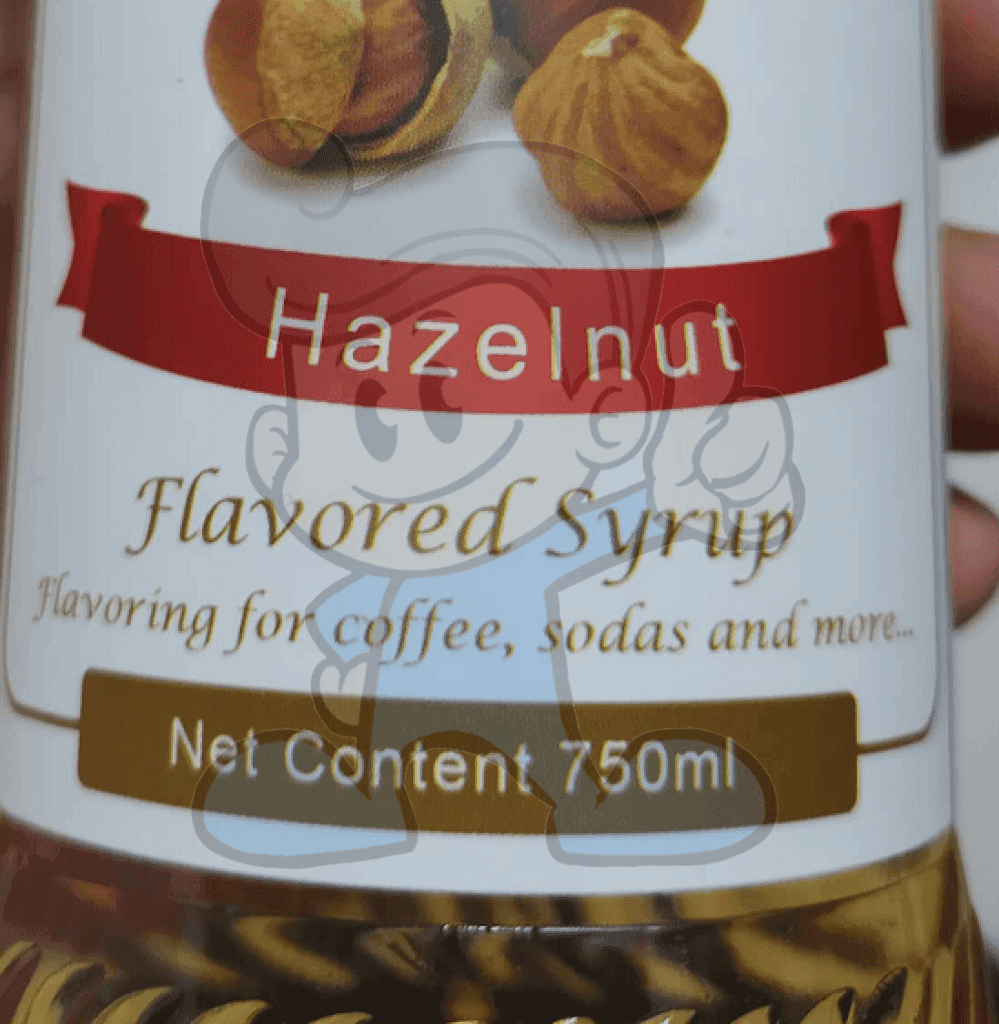 Hazelnut
Flavored Syrup
Flavoring for coffee, sodas and more...
Net Content 750ml